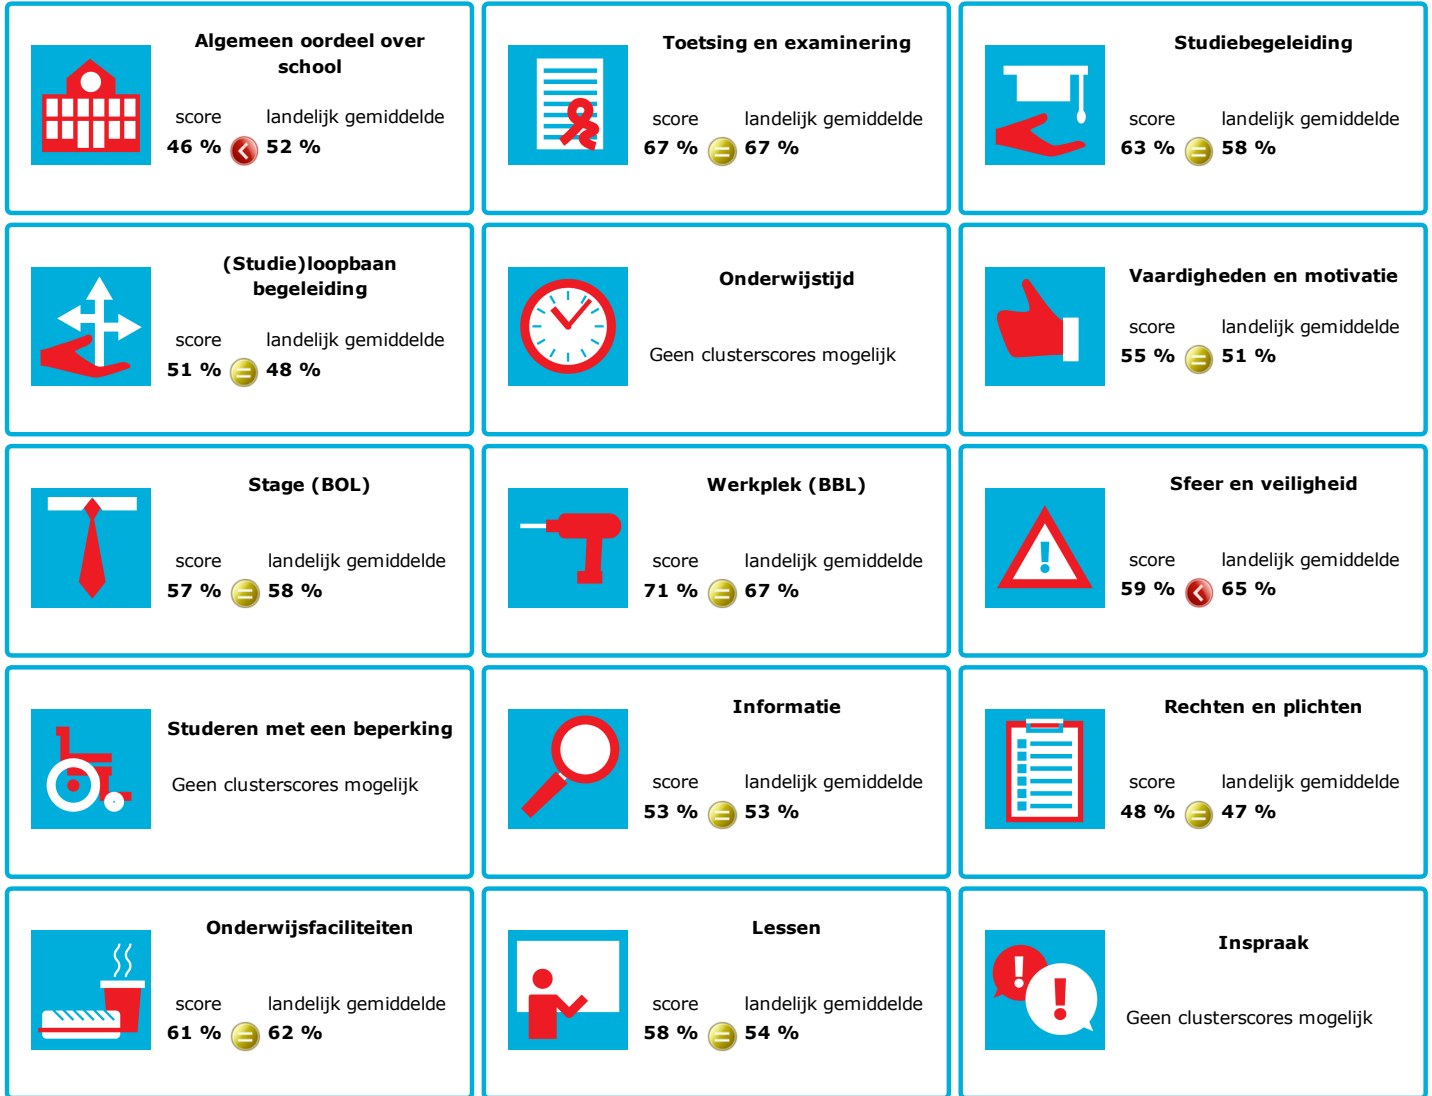 Algemeen oordeel over
school
score landelijk gemiddelde
46 % 52 %
Toetsing en examinering
score landelijk gemiddelde
67 % = 67 %
Studiebegeleiding
score landelijk gemiddelde
63 % = 58 %
(Studie)loopbaan
begeleiding
score landelijk gemiddelde
51 % = 48 %
Onderwijstijd
Geen clusterscores mogelijk
Vaardigheden en motivatie
score landelijk gemiddelde
55 % = 51 %
Stage (BOL)
score landelijk gemiddelde
57 % = 58 %
Werkplek (BBL)
score landelijk gemiddelde
71 % = 67 %
Sfeer en veiligheid
!
score landelijk gemiddelde
59 % 65 %
Studeren met een beperking
Geen clusterscores mogelijk
Informatie
score landelijk gemiddelde
53 % = 53 %
Rechten en plichten
score landelijk gemiddelde
48 % = 47 %
Onderwijsfaciliteiten
score landelijk gemiddelde
61 % = 62 %
Lessen
score landelijk gemiddelde
58 % = 54 %
Inspraak
! !
Geen clusterscores mogelijk